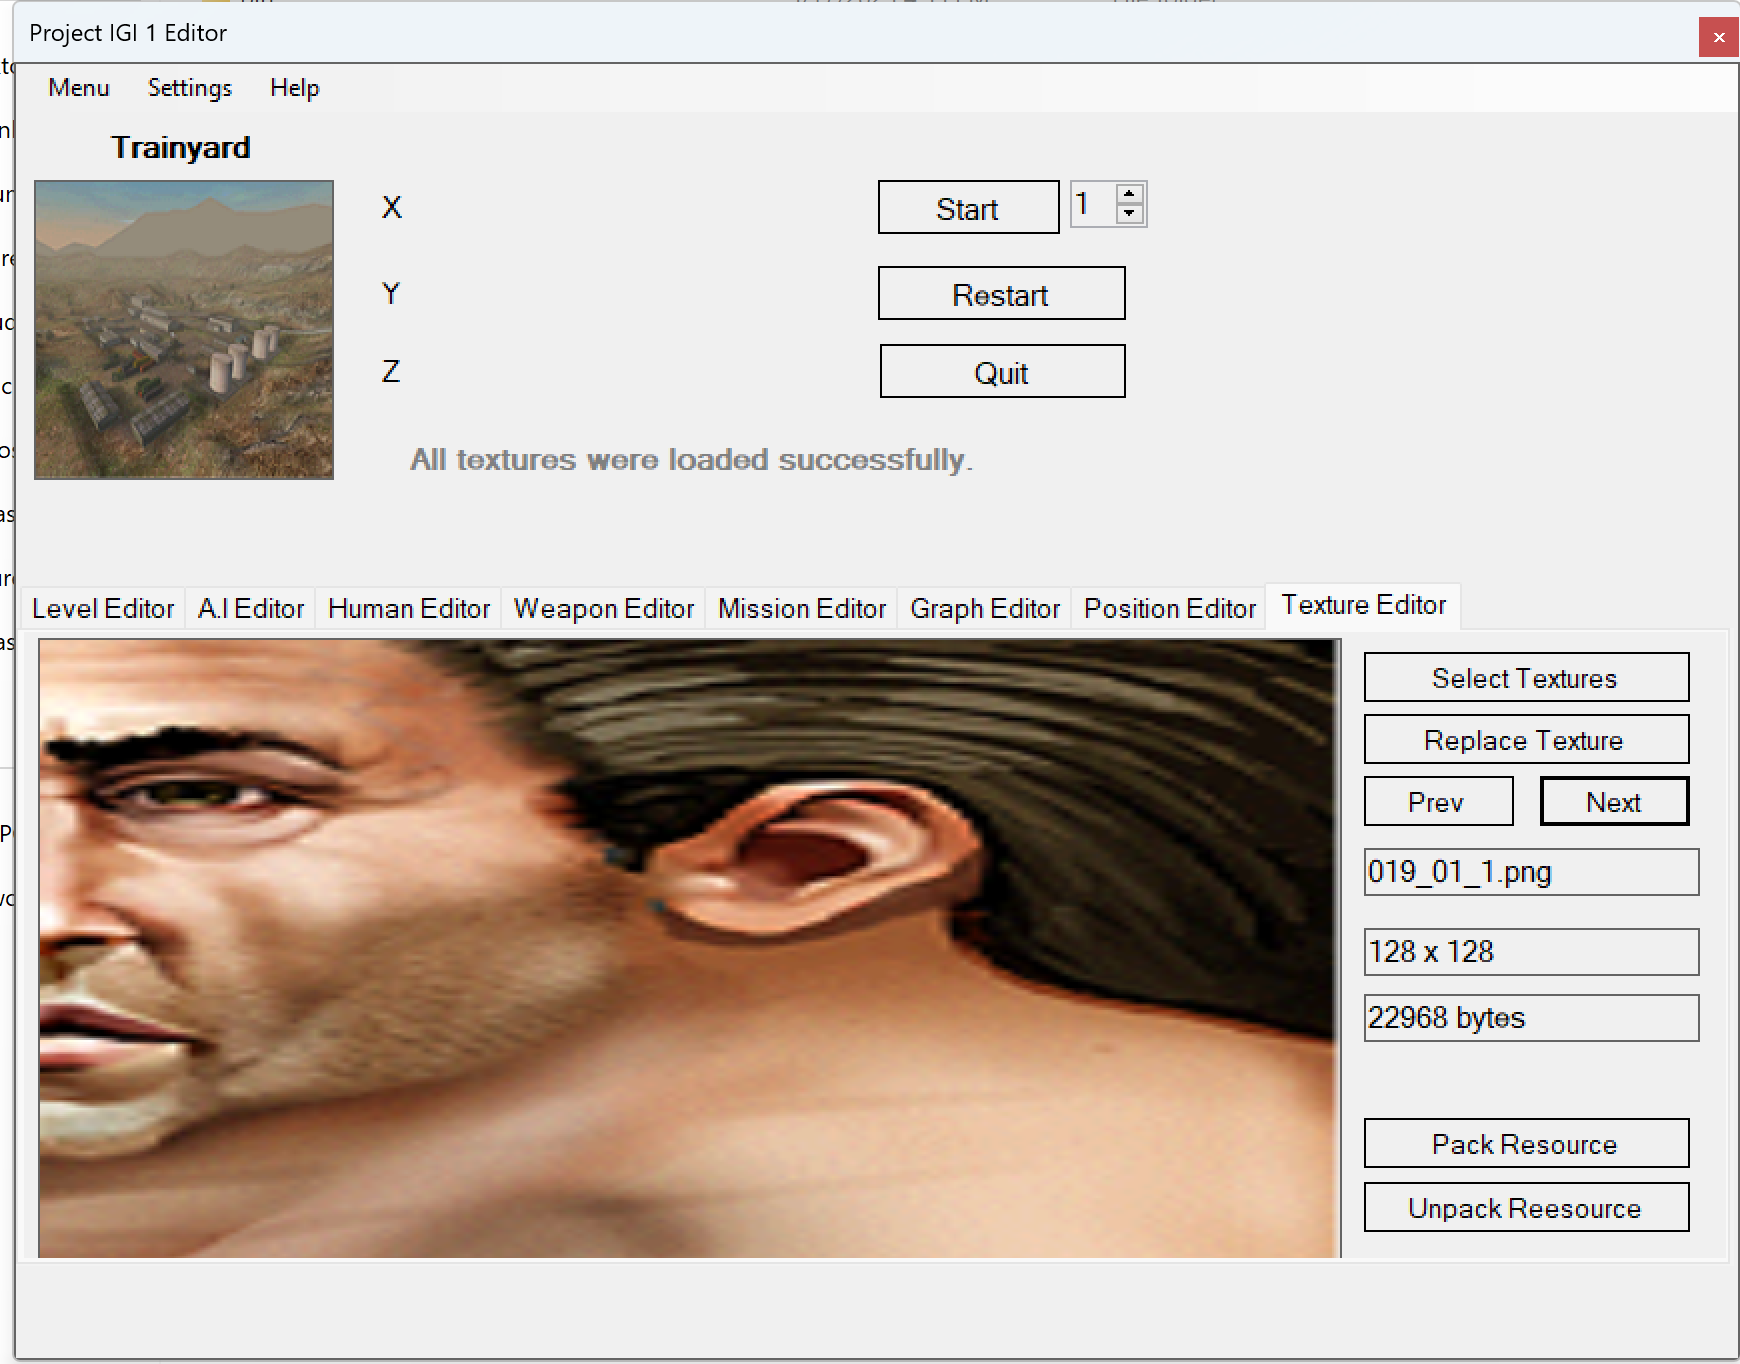 Project IGI 1 Editor
Menu Settings Help
Trainyard
X
Start 1
Y
Restart
Z
Quit
All textures were loaded successfully.
Level Editor A.I Editor Human Editor Weapon Editor Mission Editor Graph Editor Position Editor Texture Editor
Select Textures
Replace Texture
Prev Next
019_01_1.png
128 x 128
22968 bytes
Pack Resource
Unpack Reesource